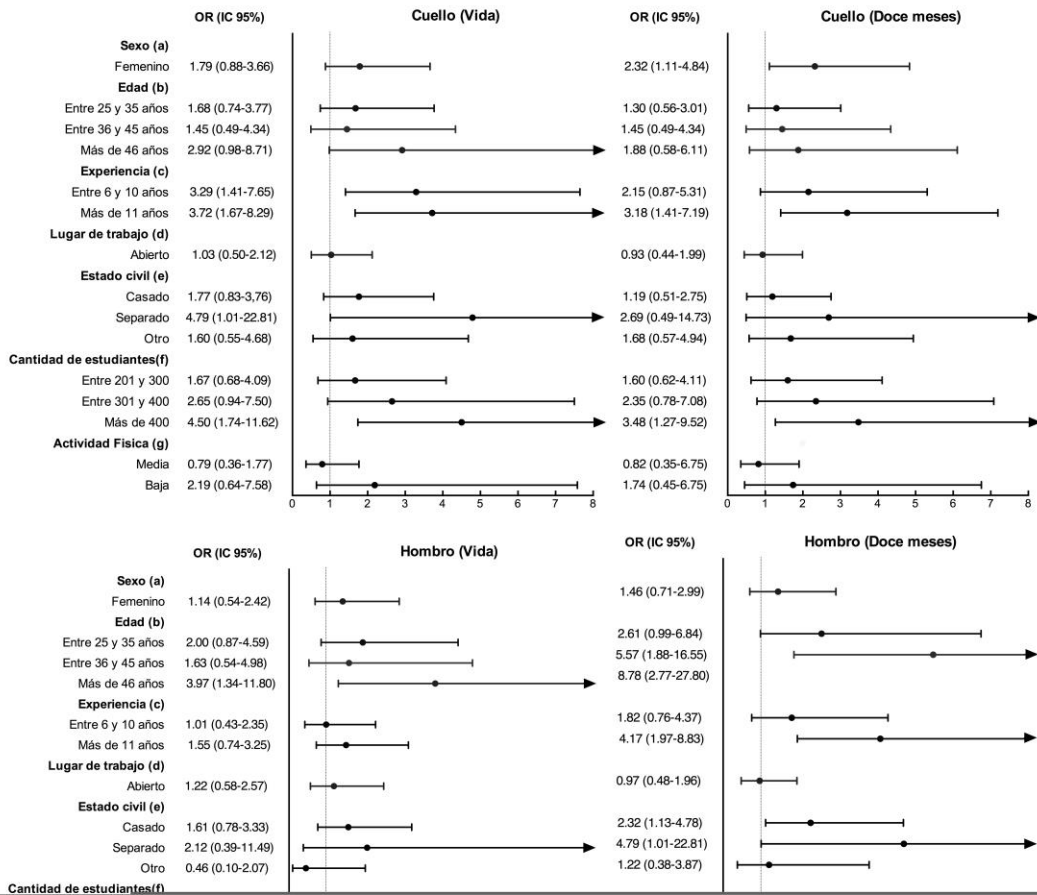 OR (IC 95%) Cuello (Vida) OR (IC 95%) Cuello (Doce meses)
Sexo (a)
Femenino 1.79 (0.88-3.66) 2.32 (1.11-4.84)
Edad (b)
Entre 25 y 35 años 1.68 (0.74-3.77) 1.30 (0.56-3.01)
Entre 36 y 45 años 1.45 (0.49-4.34) 1.45 (0.49-4.34)
Más de 46 años 2.92 (0.98-8.71) 1.88 (0.58-6.11)
Experiencia (c)
Entre 6 y 10 años 3.29 (1.41-7.65) 2.15 (0.87-5.31)
Más de 11 años 3.72 (1.67-8.29) 3.18 (1.41-7.19)
Lugar de trabajo (d)
Abierto 1.03 (0.50-2.12) 0.93 (0.44-1.99)
Estado civil (e)
Casado 1.77 (0.83-3,76) 1.19 (0.51-2.75)
Separado 4.79 (1.01-22.81) 2.69 (0.49-14.73)
Otro 1.60 (0.55-4.68) 1.68 (0.57-4.94)
Cantidad de estudiantes(f)
Entre 201 y 300 1.67 (0.68-4.09) 1.60 (0.62-4.11)
Entre 301 y 400 2.65 (0.94-7.50) 2.35 (0.78-7.08)
Más de 400 4.50 (1.74-11.62) 3.48 (1.27-9.52)
Actividad Fisica (g)
Media 0.79 (0.36-1.77) 0.82 (0.35-6.75)
Baja 2.19 (0.64-7.58) 1.74 (0.45-6.75)
0 1 2 3 4 5 6 7 8 0 1 2 3 4 5 6 7 8
OR (IC 95%) Hombro (Vida) OR (IC 95%) Hombro (Doce meses)
Sexo (a)
Femenino 1.14 (0.54-2.42) 1.46 (0.71-2.99)
Edad (b)
Entre 25 y 35 años 2.00 (0.87-4.59) 2.61 (0.99-6.84)
Entre 36 y 45 años 1.63 (0.54-4.98) 5.57 (1.88-16.55)
Más de 46 años 3.97 (1.34-11.80) 8.78 (2.77-27.80)
Experiencia (c)
Entre 6 y 10 años 1.01 (0.43-2.35) 1.82 (0.76-4.37)
Más de 11 años 1.55 (0.74-3.25) 4.17 (1.97-8.83)
Lugar de trabajo (d)
Abierto 1.22 (0.58-2.57) 0.97 (0.48-1.96)
Estado civil (e)
Casado 1.61 (0.78-3.33) 2.32 (1.13-4.78)
Separado 2.12 (0.39-11.49) 4.79 (1.01-22.81)
Otro 0.46 (0.10-2.07) 1.22 (0.38-3.87)
Cantidad de estudiantes(f)